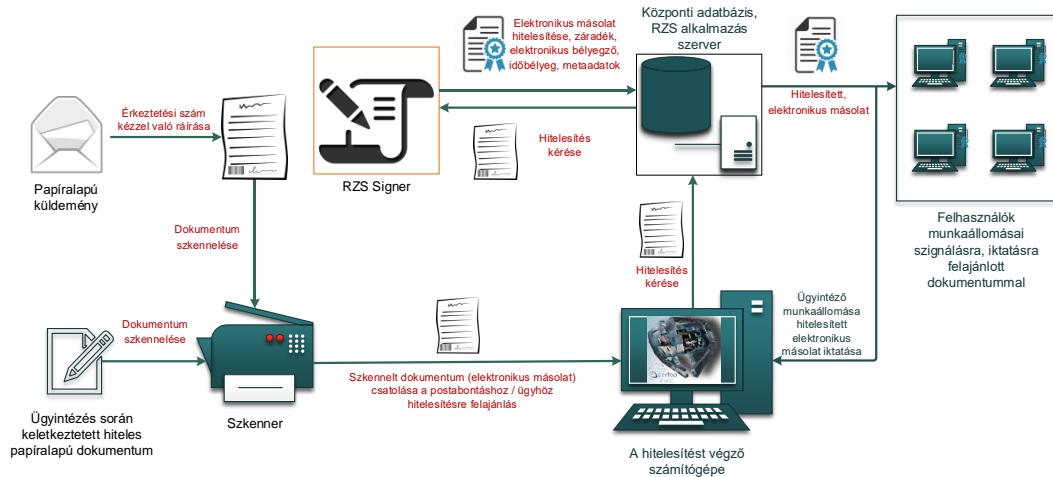 Elektronikus másolat
hitelesítése, záradék,
elektronikus bélyegző,
időbélyeg, metaadatok
Központi adatbázis,
RZS alkalmazás
szerver
Érkeztetési szám
kézzel való ráírása
Hitelesítés
kérése
Hitelesített,
elektronikus másolat
Papíralapú
küldemény
RZS Signer
Felhasználók
munkaállomásai
szignálásra, iktatásra
felajánlott
dokumentummal
Dokumentum
szkennelése
Hitelesítés
kérése
Ügyintéző
munkaállomása
hitelesített
elektronikus
másolat iktatása
Dokumentum
szkennelése
Szkennelt dokumentum (elektronikus másolat)
csatolása a postabontáshoz / ügyhöz
hitelesítésre felajánlás
Ügyintézés során
keletkeztetett hiteles
papíralapú dokumentum
Szkenner
A hitelesítést végző
számítógépe